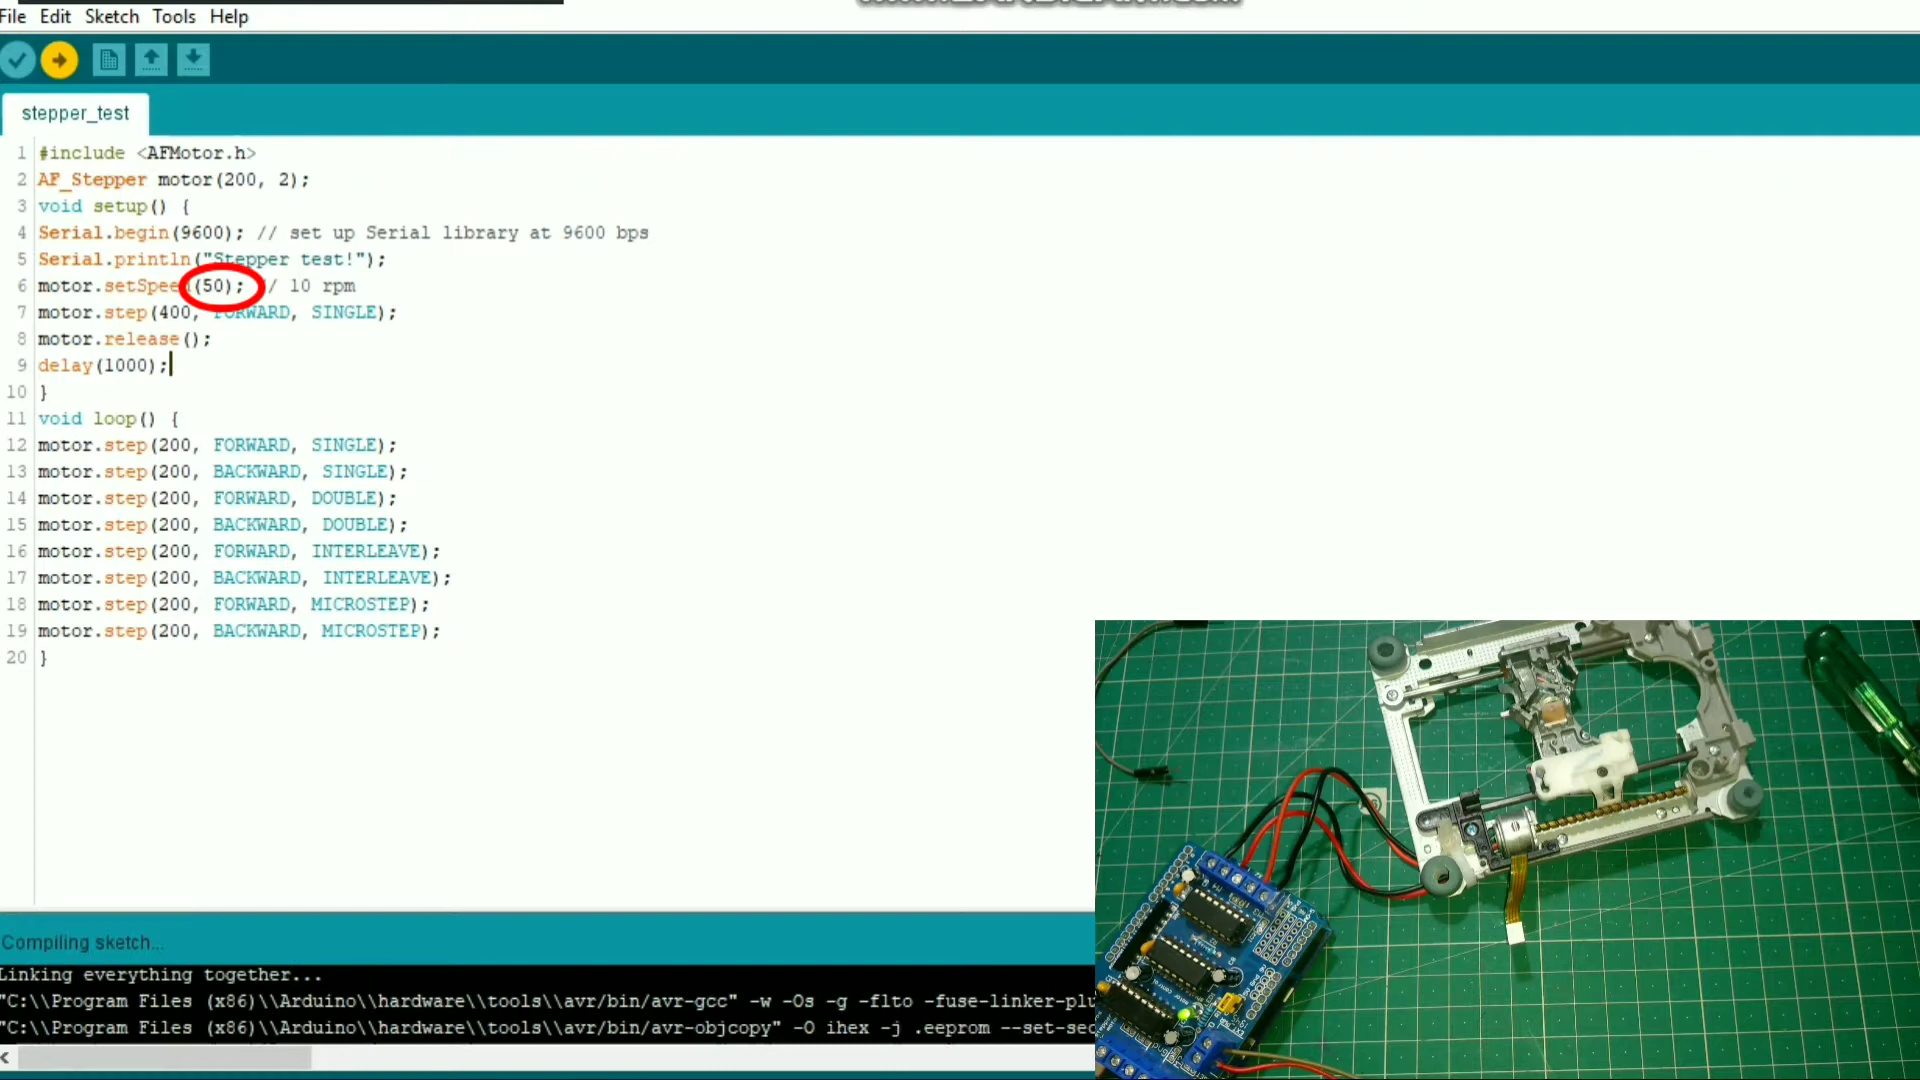 File Edit Sketch Tools Help
stepper_test
1 #include <AFMotor.h>
2 AF_Stepper motor(200, 2);
3 void setup() {
4 Serial.begin(9600); // set up Serial library at 9600 bps
5 Serial.println("Stepper test!");
6 motor.setSpee (50); / 10 rpm
7 motor.step(400, FORWARD, SINGLE);
8 motor.release();
9 delay(1000);
10 }
11 void loop() {
12 motor.step(200, FORWARD, SINGLE);
13 motor.step(200, BACKWARD, SINGLE);
14 motor.step(200, FORWARD, DOUBLE);
15 motor.step(200, BACKWARD, DOUBLE);
16 motor.step(200, FORWARD, INTERLEAVE);
17 motor.step(200, BACKWARD, INTERLEAVE);
18 motor.step(200, FORWARD, MICROSTEP);
19 motor.step(200, BACKWARD, MICROSTEP);
20 }
Compiling sketch...
Linking everything together...
"C:\\Program Files (x86)\\Arduino\\hardware\\tools\\avr/bin/avr-gcc" -w -Os -g -flto -fuse-linker-plu
"C:\\Program Files (x86)\\Arduino\\hardware\\tools\\avr/bin/avr-objcopy" -O ihex -j .eeprom --set-sec